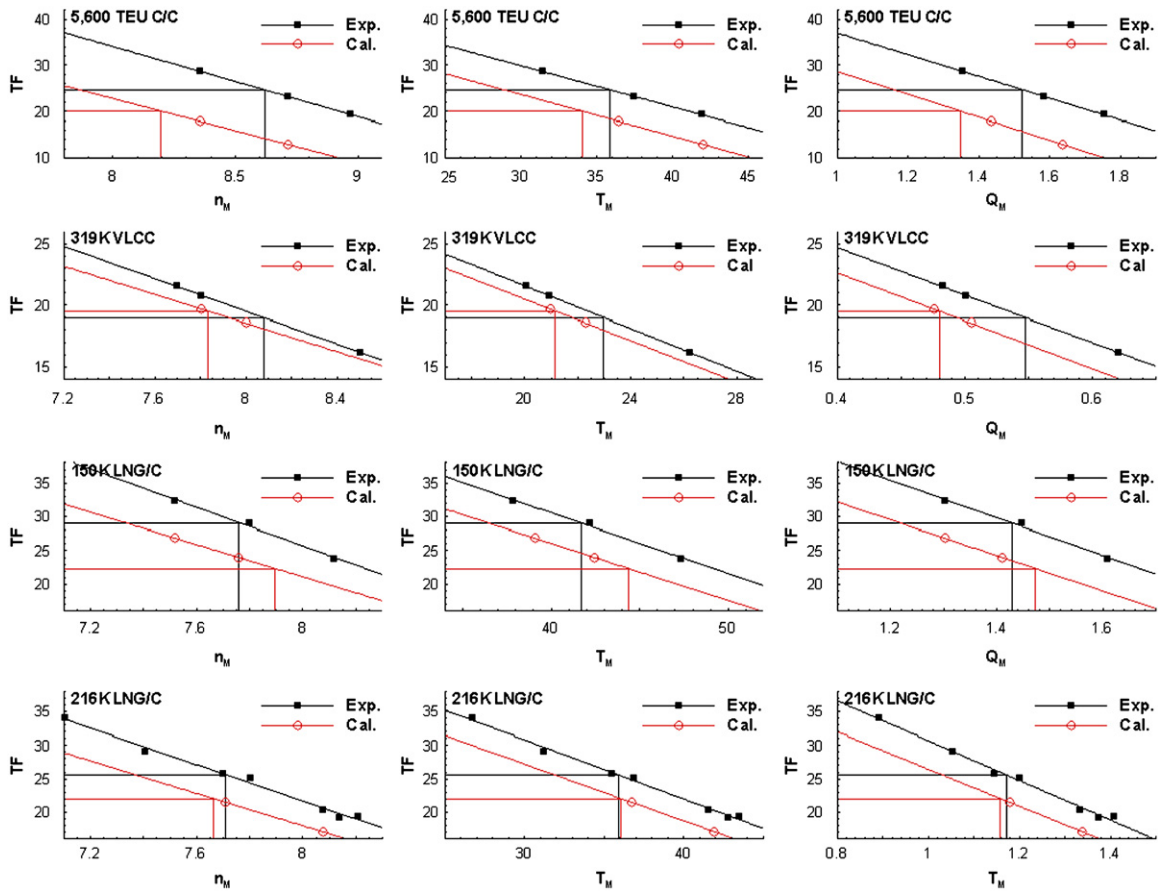 5,600 TEU C/C
Exp.
Cal.
TF
40
30
20
10
8
8.5
9
n_M
5,600 TEU C/C
Exp.
Cal.
TF
40
30
20
10
25
30
35
40
45
T_M
5,600 TEU C/C
Exp.
Cal.
TF
40
30
20
10
1
1.2
1.4
1.6
1.8
Q_M
319K VLCC
Exp.
Cal.
TF
25
20
15
7.2
7.6
8
8.4
n_M
319K VLCC
Exp.
Cal.
TF
25
20
15
20
24
28
T_M
319K VLCC
Exp.
Cal
TF
25
20
15
0.4
0.5
0.6
Q_M
150K LNG/C
Exp.
Cal.
TF
35
30
25
20
7.2
7.6
8
n_M
150K LNG/C
Exp.
Cal.
TF
35
30
25
20
40
50
T_M
150K LNG/C
Exp.
Cal.
TF
35
30
25
20
1.2
1.4
1.6
Q_M
216K LNG/C
Exp.
Cal.
TF
35
30
25
20
7.2
7.6
8
n_M
216K LNG/C
Exp.
Cal.
TF
35
30
25
20
30
40
T_M
216K LNG/C
Exp.
Cal.
TF
35
30
25
20
0.8
1
1.2
1.4
T_M